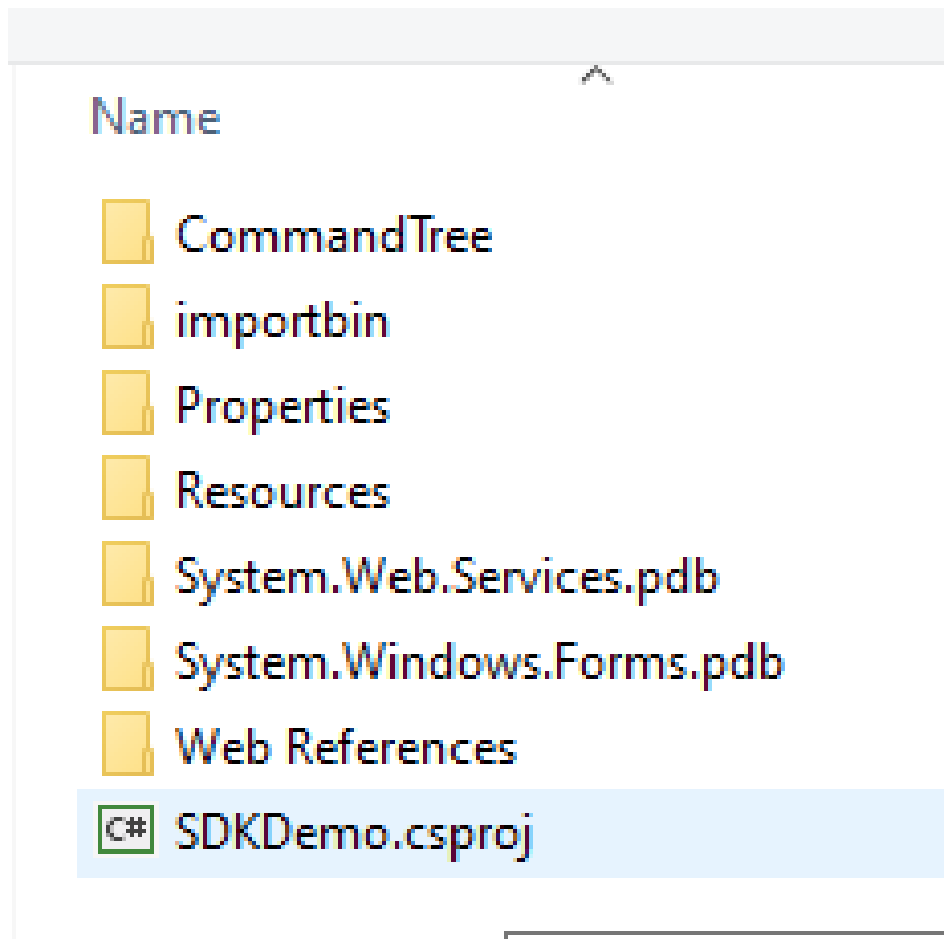 Name
CommandTree
importbin
Properties
Resources
System.Web.Services.pdb
System.Windows.Forms.pdb
Web References
C# SDKDemo.csproj